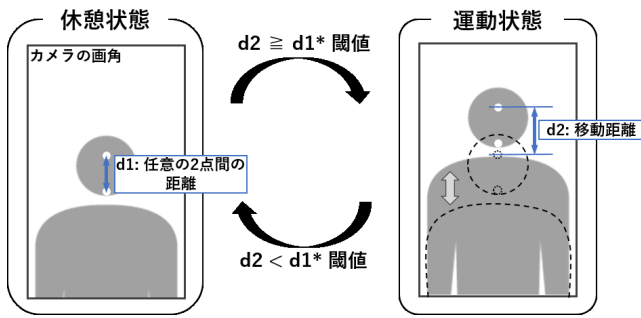 休憩状態
カメラの画角
d1: 任意の2点間の
距離
d2 ≧ d1* 閾値
d2 < d1* 閾値
運動状態
d2: 移動距離